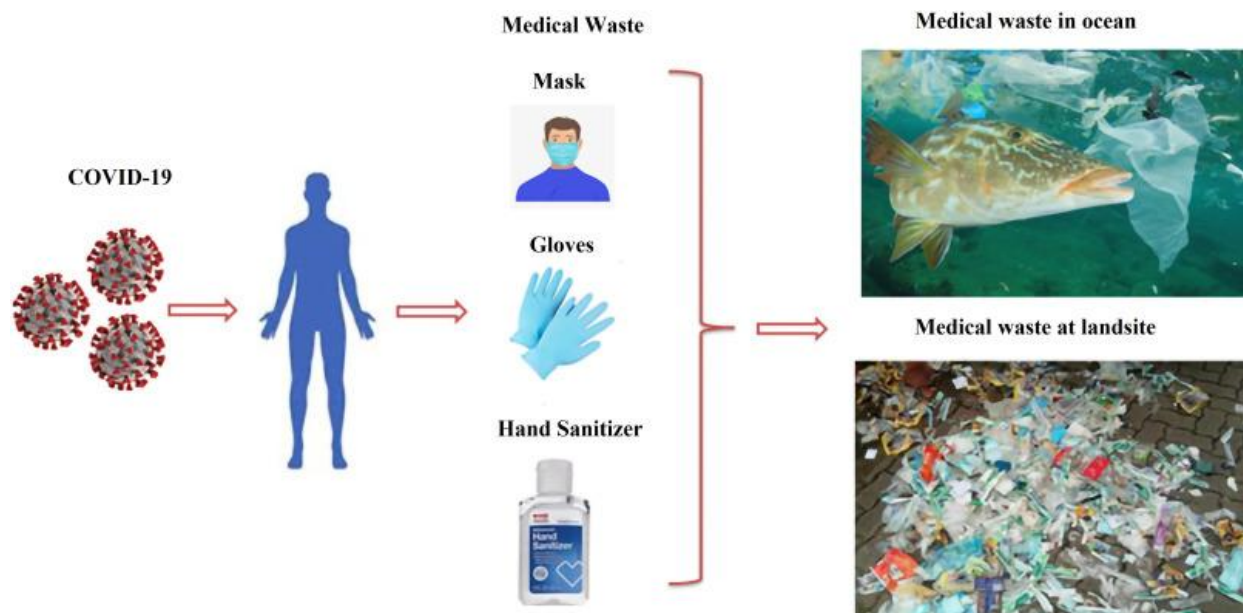 Medical Waste
Medical waste in ocean
Mask
COVID-19
Gloves
Medical waste at landsite
Hand Sanitizer
Hand
Sanitizer